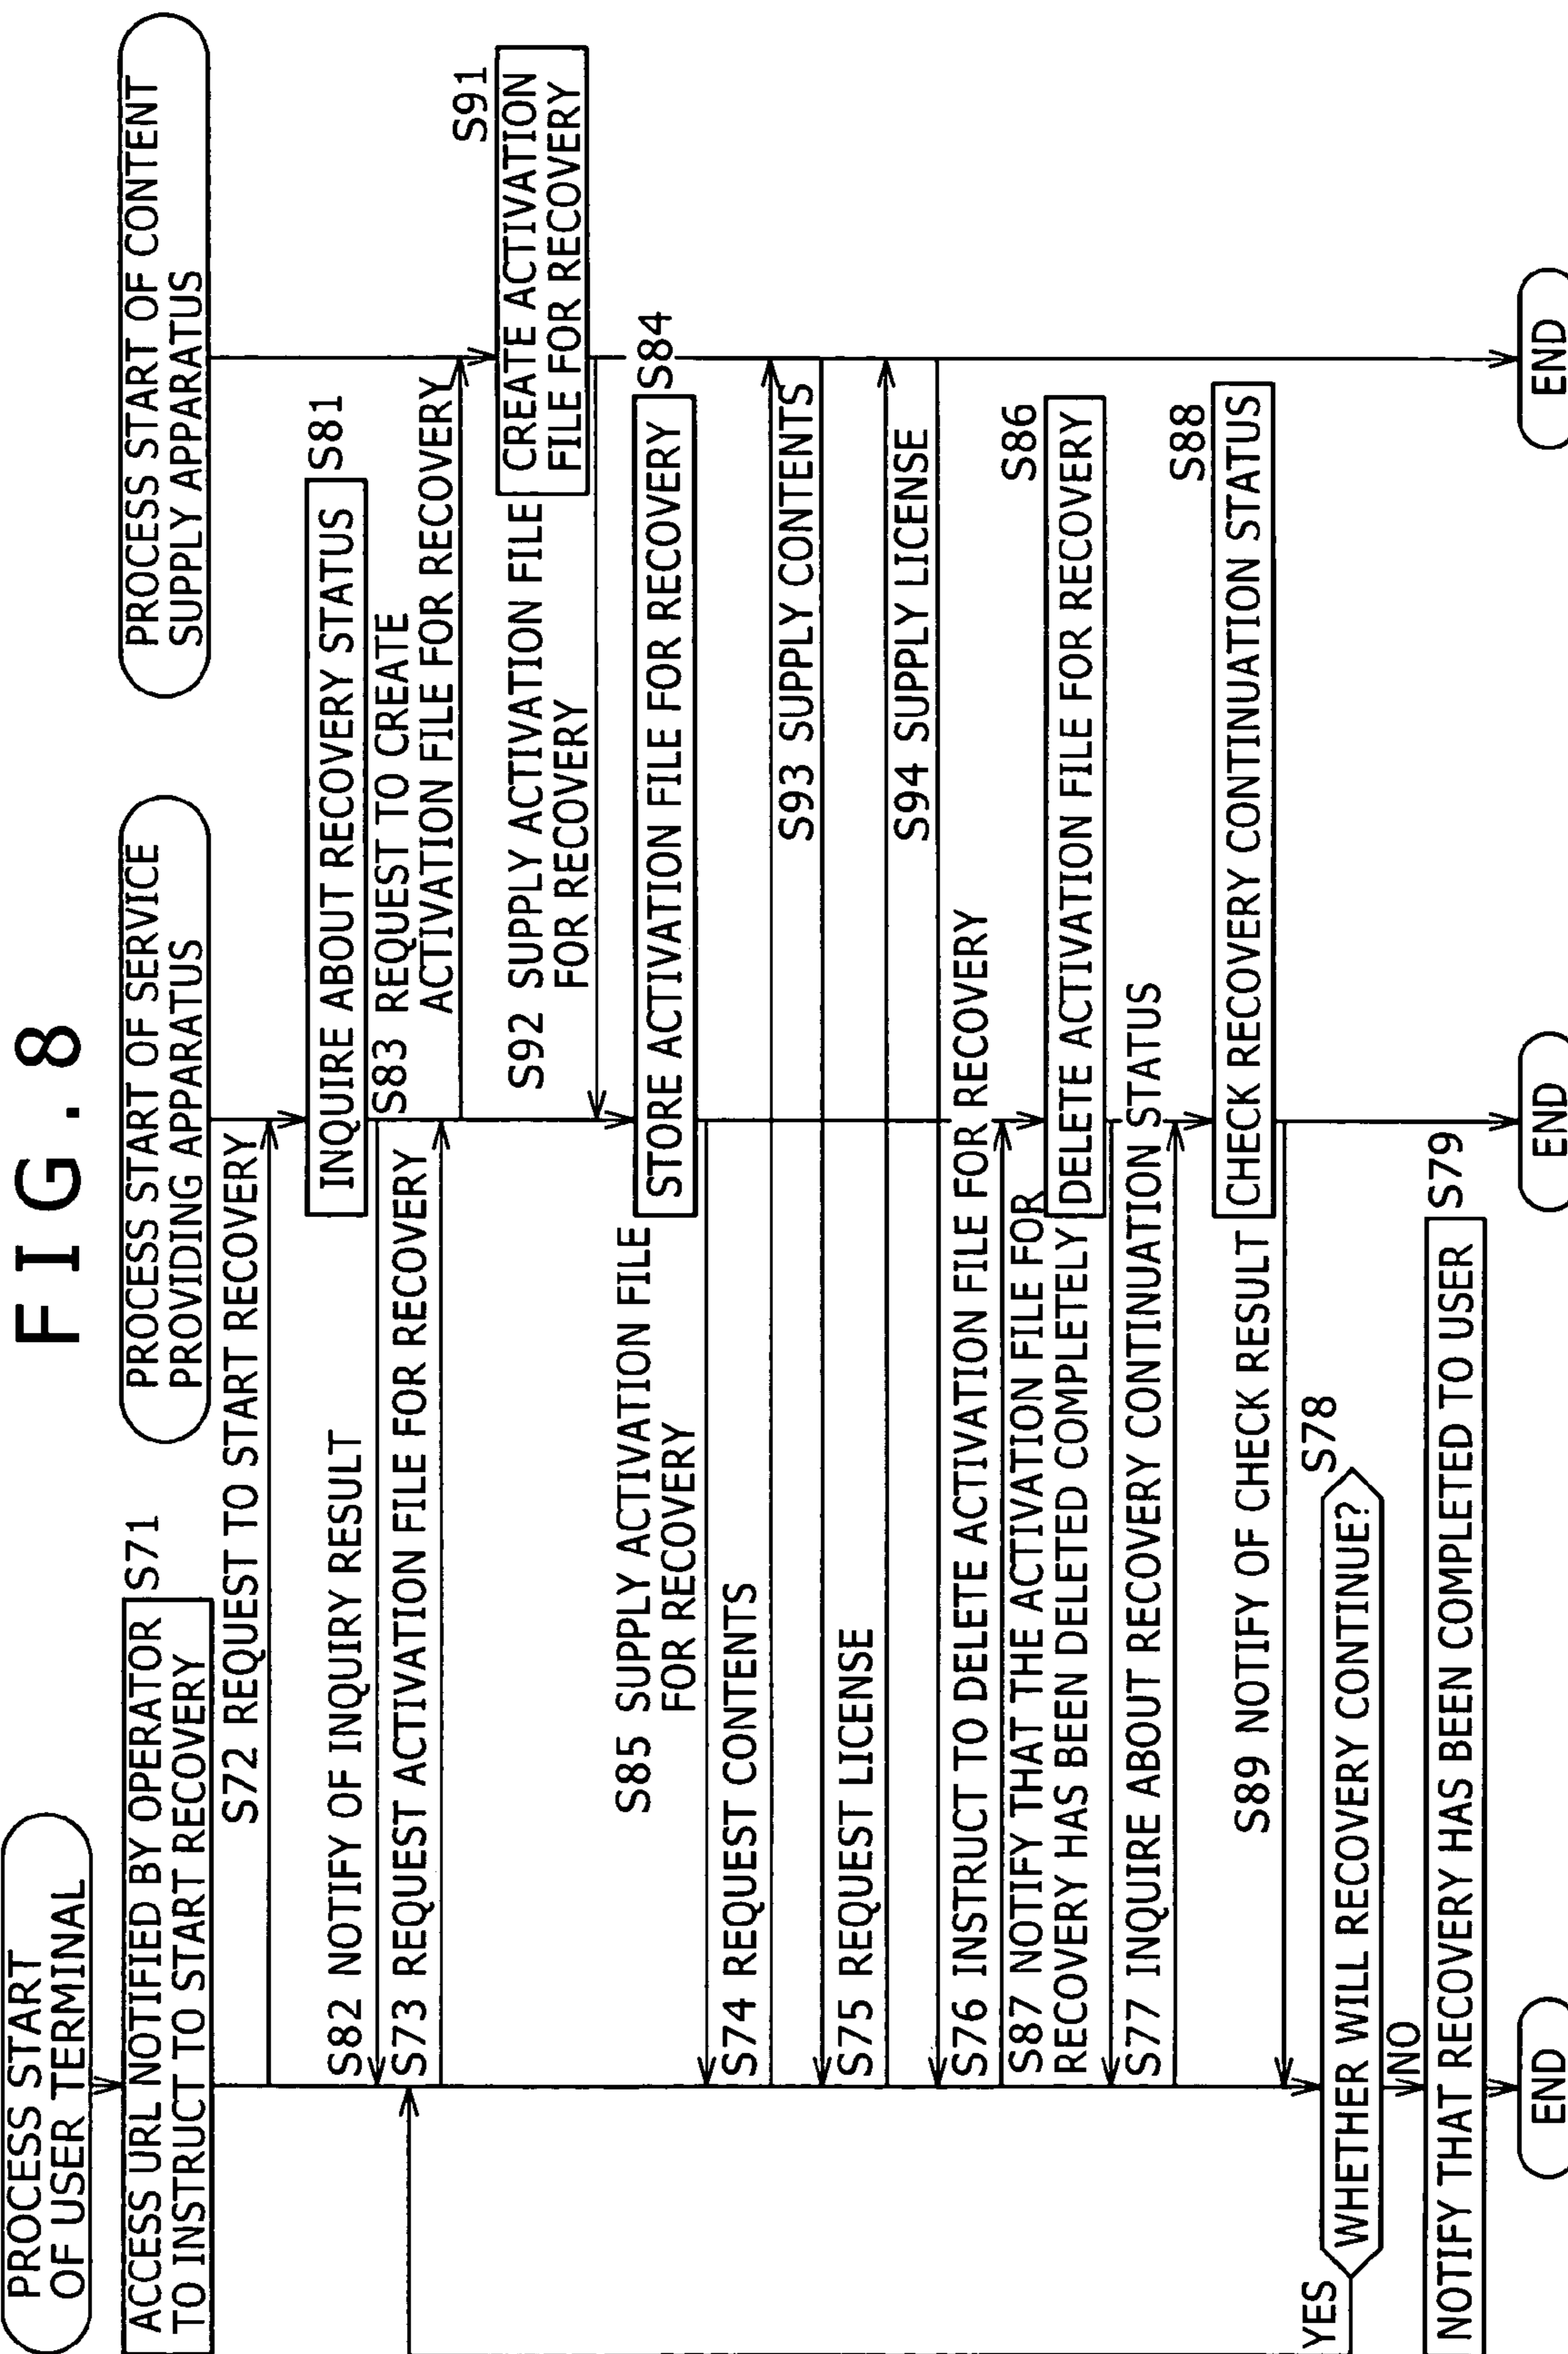 FIG. 8
PROCESS START
OF USER TERMINAL
PROCESS START OF SERVICE
PROVIDING APPARATUS
PROCESS START OF CONTENT
SUPPLY APPARATUS
ACCESS URL NOTIFIED BY OPERATOR
TO INSTRUCT TO START RECOVERY
S71
S72 REQUEST TO START RECOVERY
INQUIRE ABOUT RECOVERY STATUS
S81
S82 NOTIFY OF INQUIRY RESULT
S83 REQUEST TO CREATE
ACTIVATION FILE FOR RECOVERY
S73 REQUEST ACTIVATION FILE FOR RECOVERY
S91
CREATE ACTIVATION
FILE FOR RECOVERY
S92 SUPPLY ACTIVATION FILE
FOR RECOVERY
STORE ACTIVATION FILE FOR RECOVERY
S84
S85 SUPPLY ACTIVATION FILE
FOR RECOVERY
S74 REQUEST CONTENTS
S93 SUPPLY CONTENTS
S75 REQUEST LICENSE
S94 SUPPLY LICENSE
S76 INSTRUCT TO DELETE ACTIVATION FILE FOR RECOVERY
S86
DELETE ACTIVATION FILE FOR RECOVERY
S87 NOTIFY THAT THE ACTIVATION FILE FOR
RECOVERY HAS BEEN DELETED COMPLETELY
S77 INQUIRE ABOUT RECOVERY CONTINUATION STATUS
S88
CHECK RECOVERY CONTINUATION STATUS
S89 NOTIFY OF CHECK RESULT
S78
WHETHER WILL RECOVERY CONTINUE?
YES
NO
NOTIFY THAT RECOVERY HAS BEEN COMPLETED TO USER
S79
END
END
END